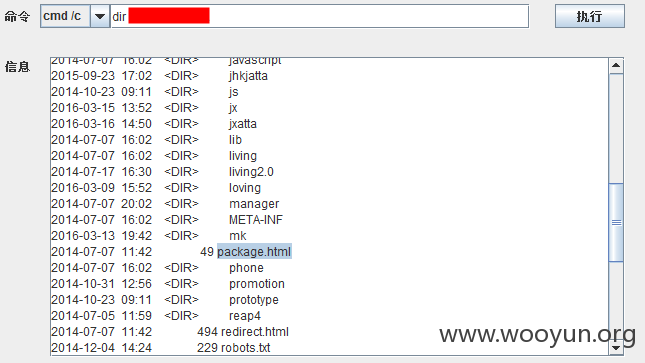 命令 cmd /c dir 执行
信息
2014-07-07 16:02 <DIR> javascript
2015-09-23 17:02 <DIR> jhkjatta
2014-10-23 09:11 <DIR> js
2016-03-15 13:52 <DIR> jx
2016-03-16 14:50 <DIR> jxatta
2014-07-07 16:02 <DIR> lib
2014-07-07 16:02 <DIR> living
2014-07-17 16:30 <DIR> living2.0
2016-03-09 15:52 <DIR> loving
2014-07-07 20:02 <DIR> manager
2014-07-07 16:02 <DIR> META-INF
2016-03-13 19:42 <DIR> mk
2014-07-07 11:42 49 package.html
2014-07-07 16:02 <DIR> phone
2014-10-31 12:56 <DIR> promotion
2014-10-23 09:11 <DIR> prototype
2014-07-05 11:59 <DIR> reap4
2014-07-07 11:42 494 redirect.html
2014-12-04 14:24 229 robots.txt
www.wooyun.org